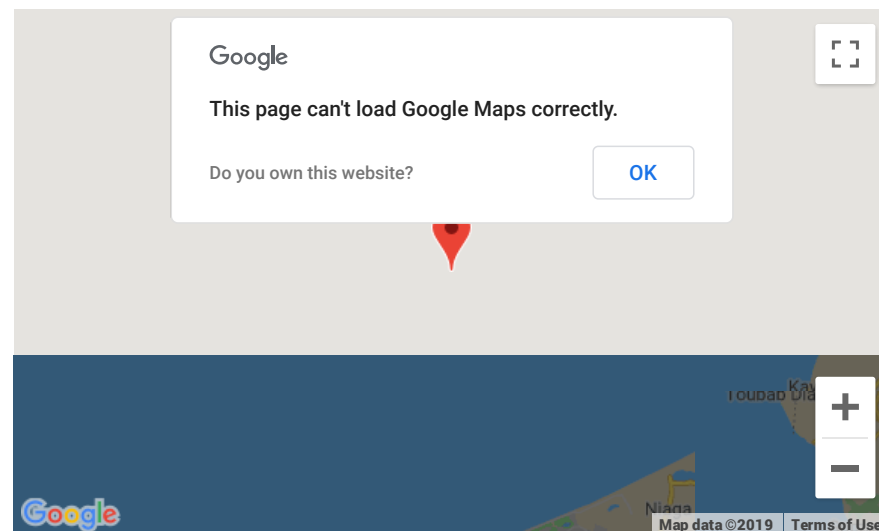 Google
This page can't load Google Maps correctly.
Do you own this website?
OK
Niaga
Google
Map data ©2019
Terms of Use